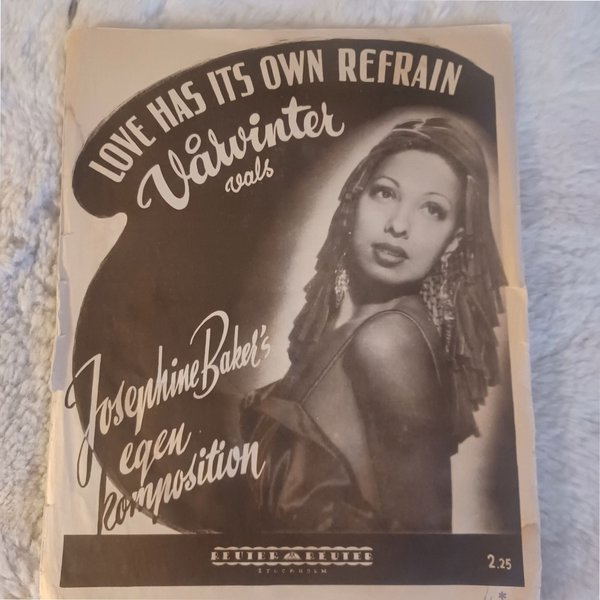 LOVE HAS ITS OWN REFRAIN
Vårvinter
vals
Josephine Baker's
egen
komposition
REUTER REUTER
STOCKHOLM
2.25